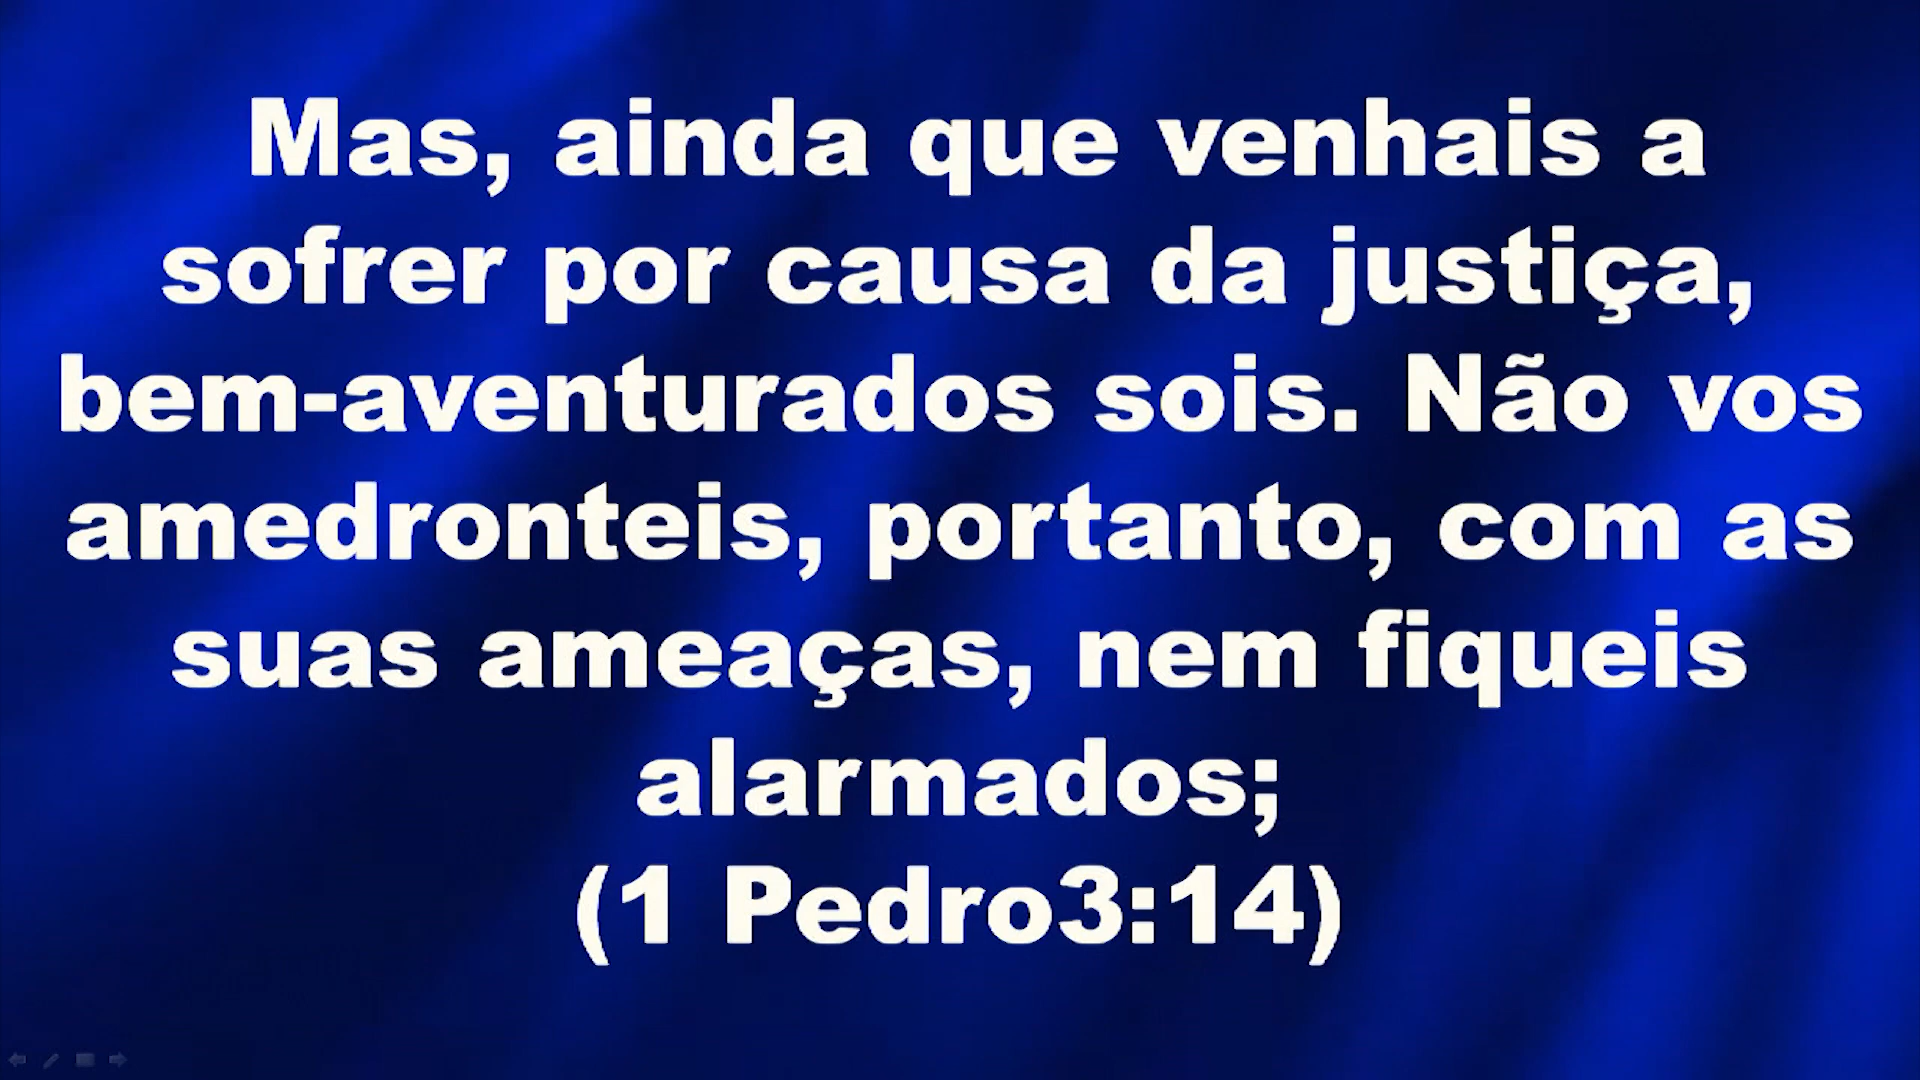 Mas, ainda que venhais a
sofrer por causa da justiça,
bem-aventurados sois. Não vos
amedronteis, portanto, com as
suas ameaças, nem fiqueis
alarmados;
(1 Pedro3:14)